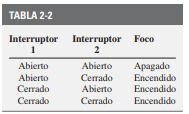 TABLA 2-2
Interruptor Interruptor Foco
1 2
Abierto Abierto Apagado
Abierto Cerrado Encendido
Cerrado Abierto Encendido
Cerrado Cerrado Encendido